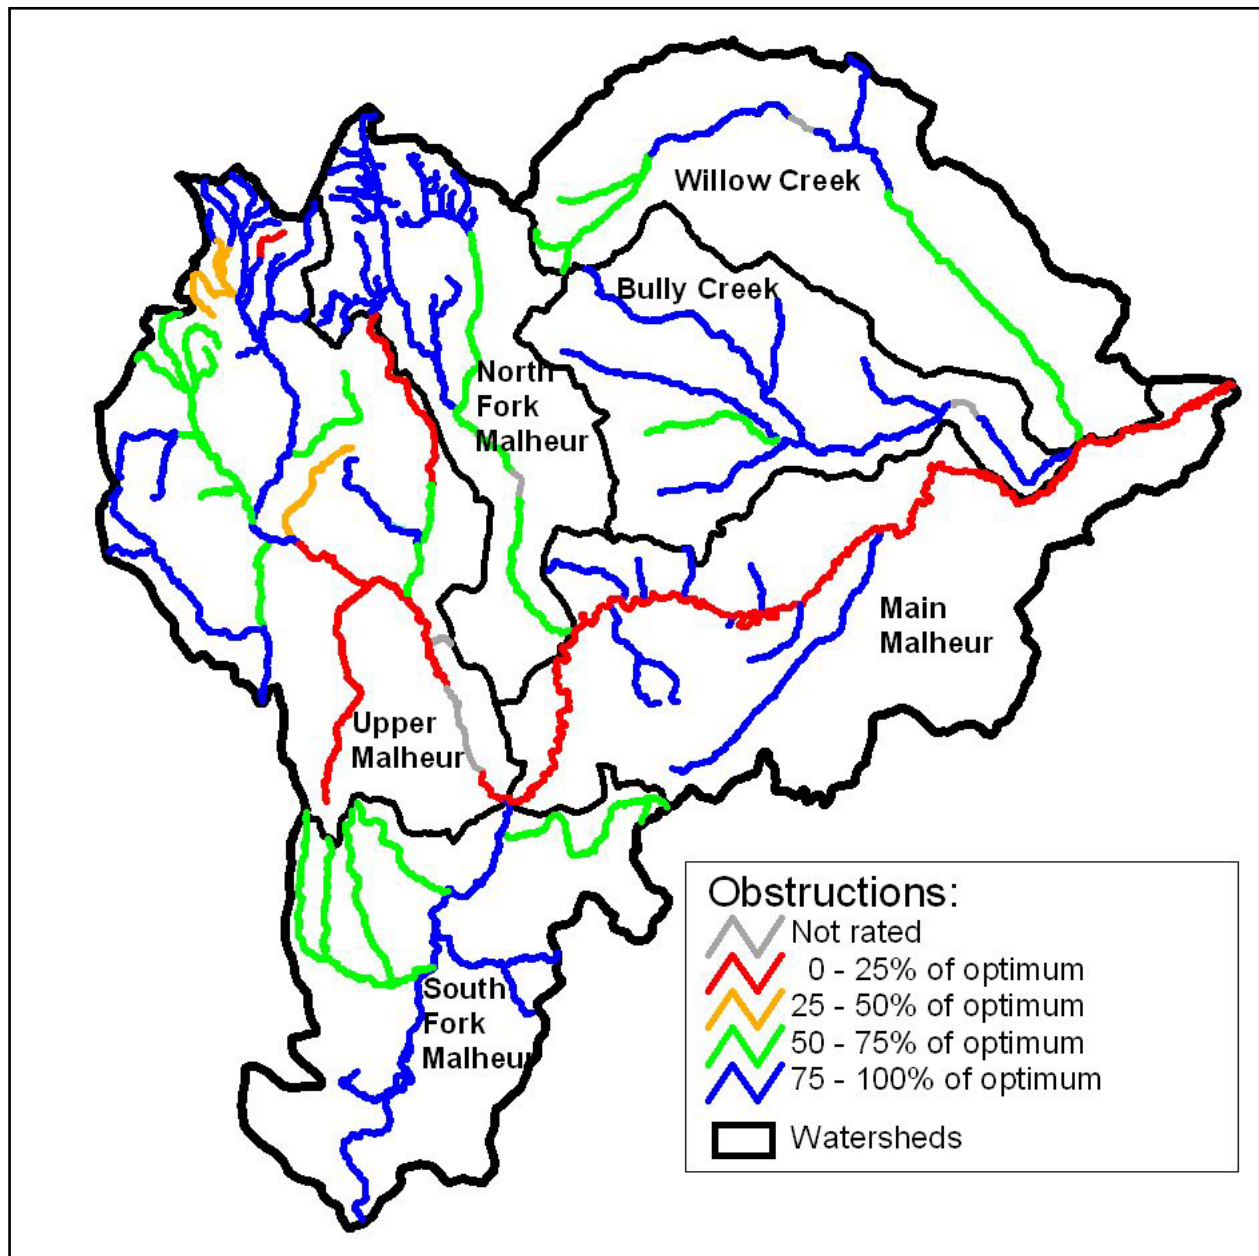 Willow Creek
Bully Creek
North
Fork
Malheur
Main
Malheur
Upper
Malheur
South
Fork
Malheur
Obstructions:
Not rated
0 - 25% of optimum
25 - 50% of optimum
50 - 75% of optimum
75 - 100% of optimum
Watersheds